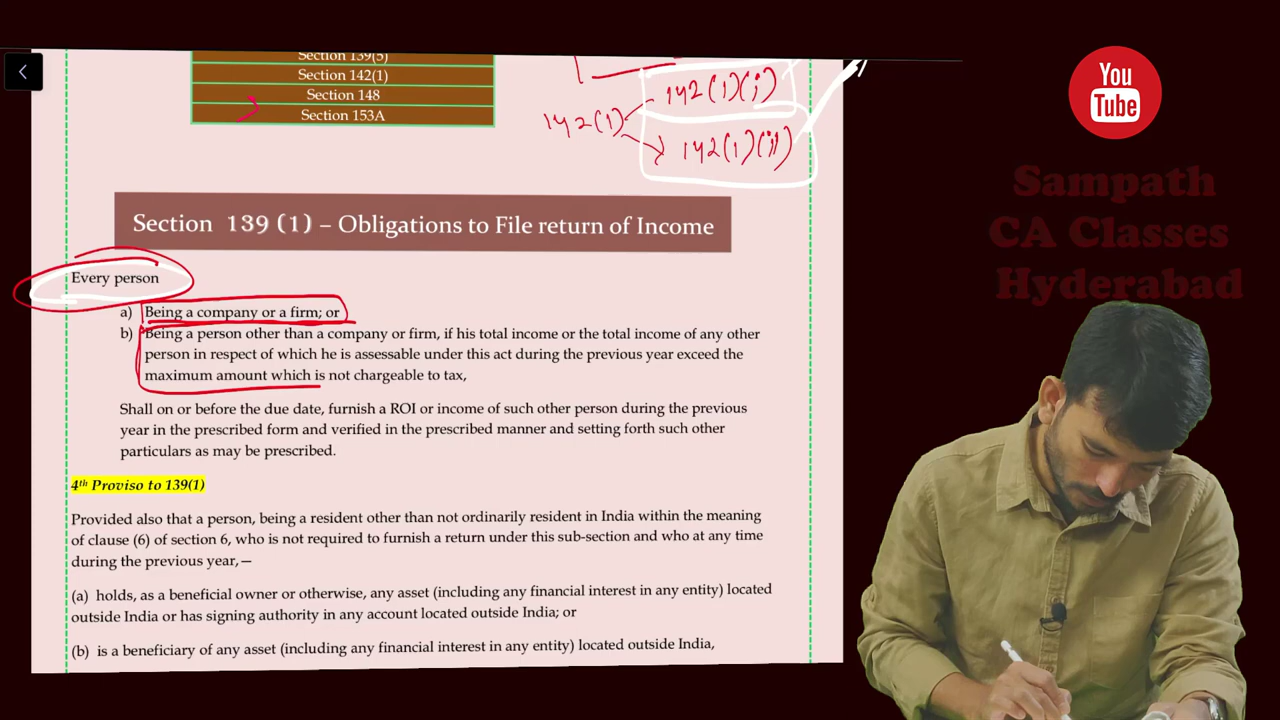 Section 139(5)
Section 142(1)
Section 148
Section 153A
142(1)
142(1)(i)
142(1)(ii)
You
Tube
Sampath
CA Classes
Hyderabad
Section 139 (1) – Obligations to File return of Income
Every person
a) Being a company or a firm; or
b) Being a person other than a company or firm, if his total income or the total income of any other
person in respect of which he is assessable under this act during the previous year exceed the
maximum amount which is not chargeable to tax,
Shall on or before the due date, furnish a ROI or income of such other person during the previous
year in the prescribed form and verified in the prescribed manner and setting forth such other
particulars as may be prescribed.
4th Proviso to 139(1)
Provided also that a person, being a resident other than not ordinarily resident in India within the meaning
of clause (6) of section 6, who is not required to furnish a return under this sub-section and who at any time
during the previous year,—
(a) holds, as a beneficial owner or otherwise, any asset (including any financial interest in any entity) located
outside India or has signing authority in any account located outside India; or
(b) is a beneficiary of any asset (including any financial interest in any entity) located outside India,